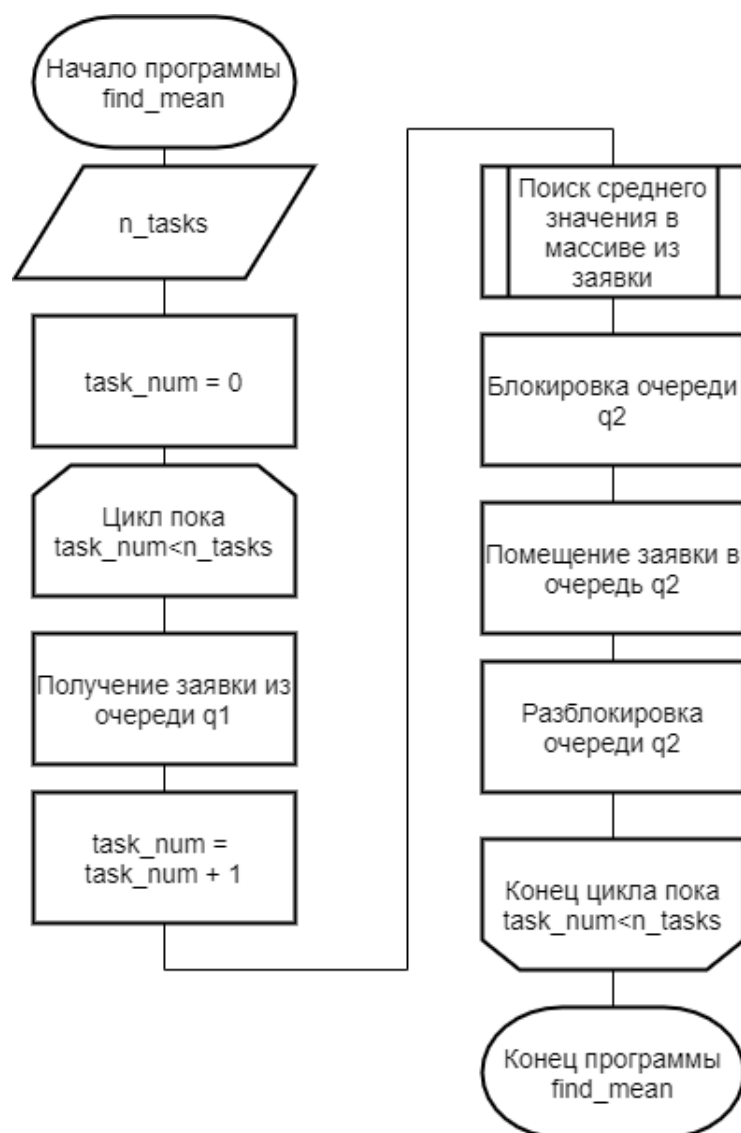 Начало программы
find_mean
n_tasks
task_num = 0
Цикл пока
task_num<n_tasks
Получение заявки из
очереди q1
task_num =
task_num + 1
Поиск среднего
значения в
массиве из
заявки
Блокировка очереди
q2
Помещение заявки в
очередь q2
Разблокировка
очереди q2
Конец цикла пока
task_num<n_tasks
Конец программы
find_mean